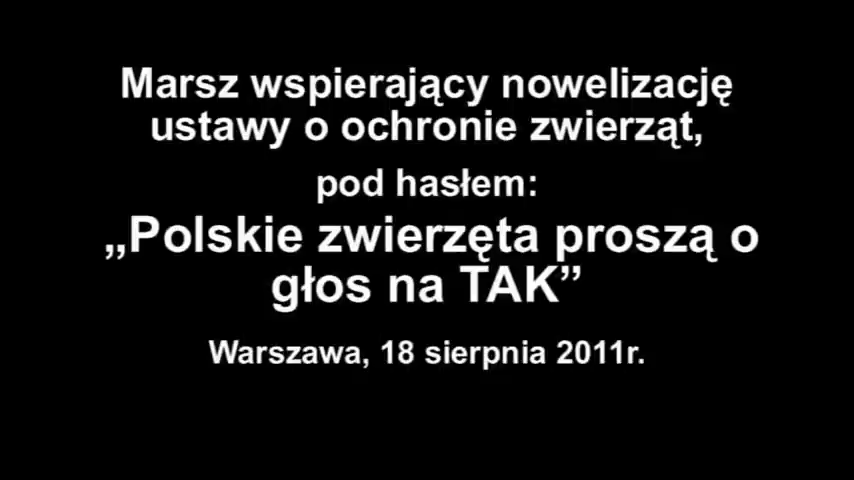 Marsz wspierający nowelizację
ustawy o ochronie zwierząt,
pod hasłem:
„Polskie zwierzęta proszą o
głos na TAK”
Warszawa, 18 sierpnia 2011r.